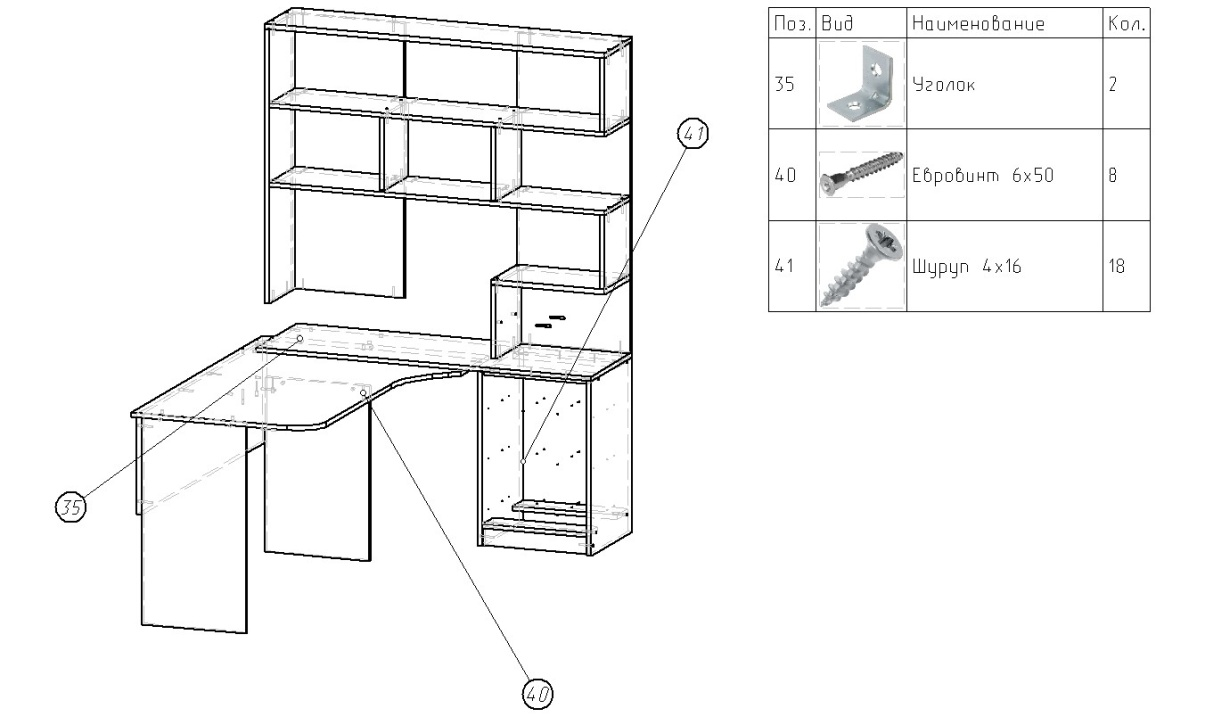 Поз. Вид Наименование Кол.
35 Уголок 2
40 Евровинт 6х50 8
41 Шуруп 4х16 18
41
35
40